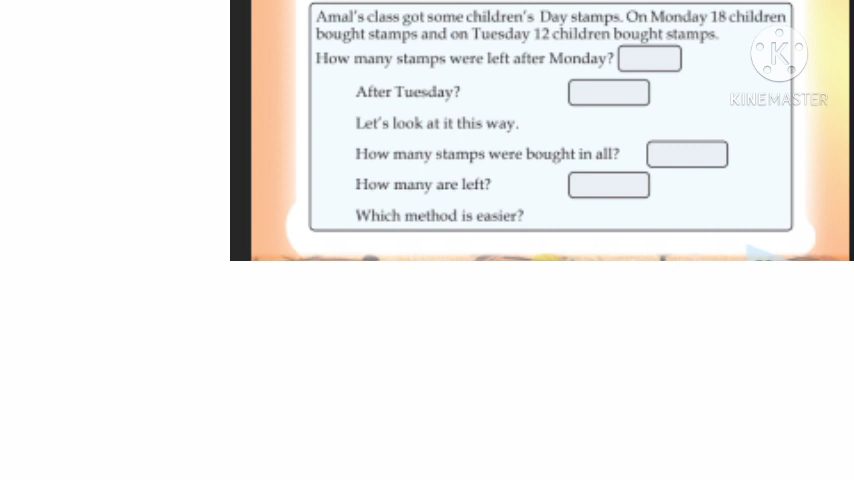 Amal's class got some children's Day stamps. On Monday 18 children
bought stamps and on Tuesday 12 children bought stamps.
How many stamps were left after Monday?
After Tuesday?
KINEMASTER
Let's look at it this way.
How many stamps were bought in all?
How many are left?
Which method is easier?